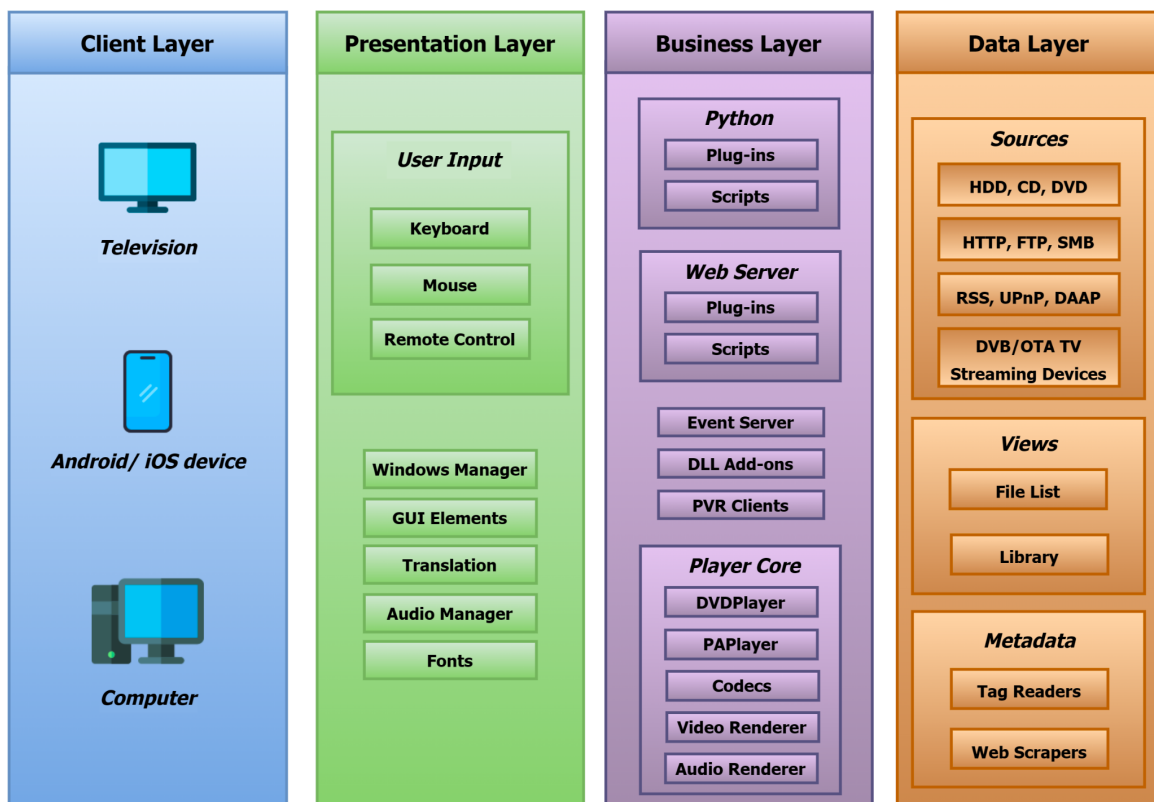 Client Layer
Television
Android/ iOS device
Computer
Presentation Layer
User Input
Keyboard
Mouse
Remote Control
Windows Manager
GUI Elements
Translation
Audio Manager
Fonts
Business Layer
Python
Plug-ins
Scripts
Web Server
Plug-ins
Scripts
Event Server
DLL Add-ons
PVR Clients
Player Core
DVDPlayer
PAPlayer
Codecs
Video Renderer
Audio Renderer
Data Layer
Sources
HDD, CD, DVD
HTTP, FTP, SMB
RSS, UPnP, DAAP
DVB/OTA TV
Streaming Devices
Views
File List
Library
Metadata
Tag Readers
Web Scrapers